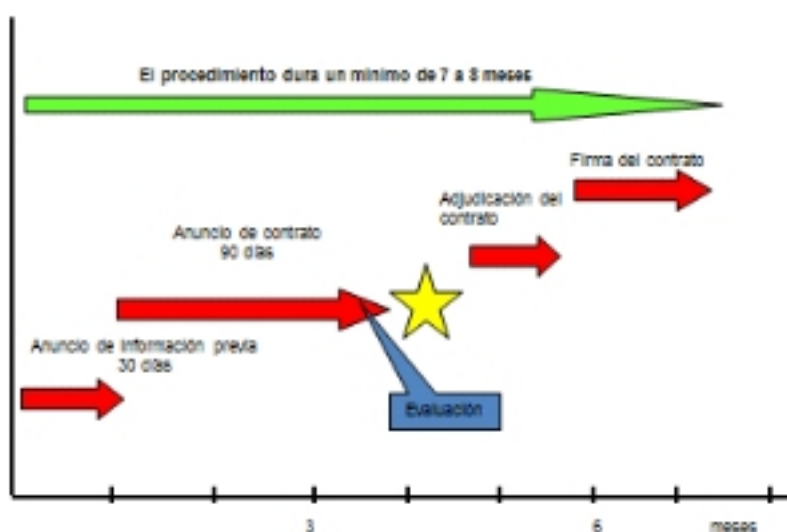 El procedimiento dura un mínimo de 7 a 8 meses
Firma del contrato
Adjudicación del
contrato
Anuncio de contrato
90 días
Anuncio de información previa
30 días
Evaluación
3
6
meses